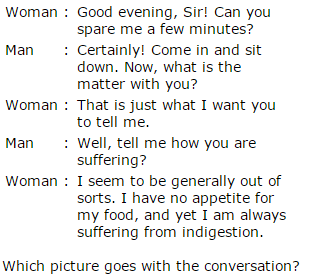 Woman : Good evening, Sir! Can you
spare me a few minutes?
Man : Certainly! Come in and sit
down. Now, what is the
matter with you?
Woman : That is just what I want you
to tell me.
Man : Well, tell me how you are
suffering?
Woman : I seem to be generally out of
sorts. I have no appetite for
my food, and yet I am always
suffering from indigestion.
Which picture goes with the conversation?